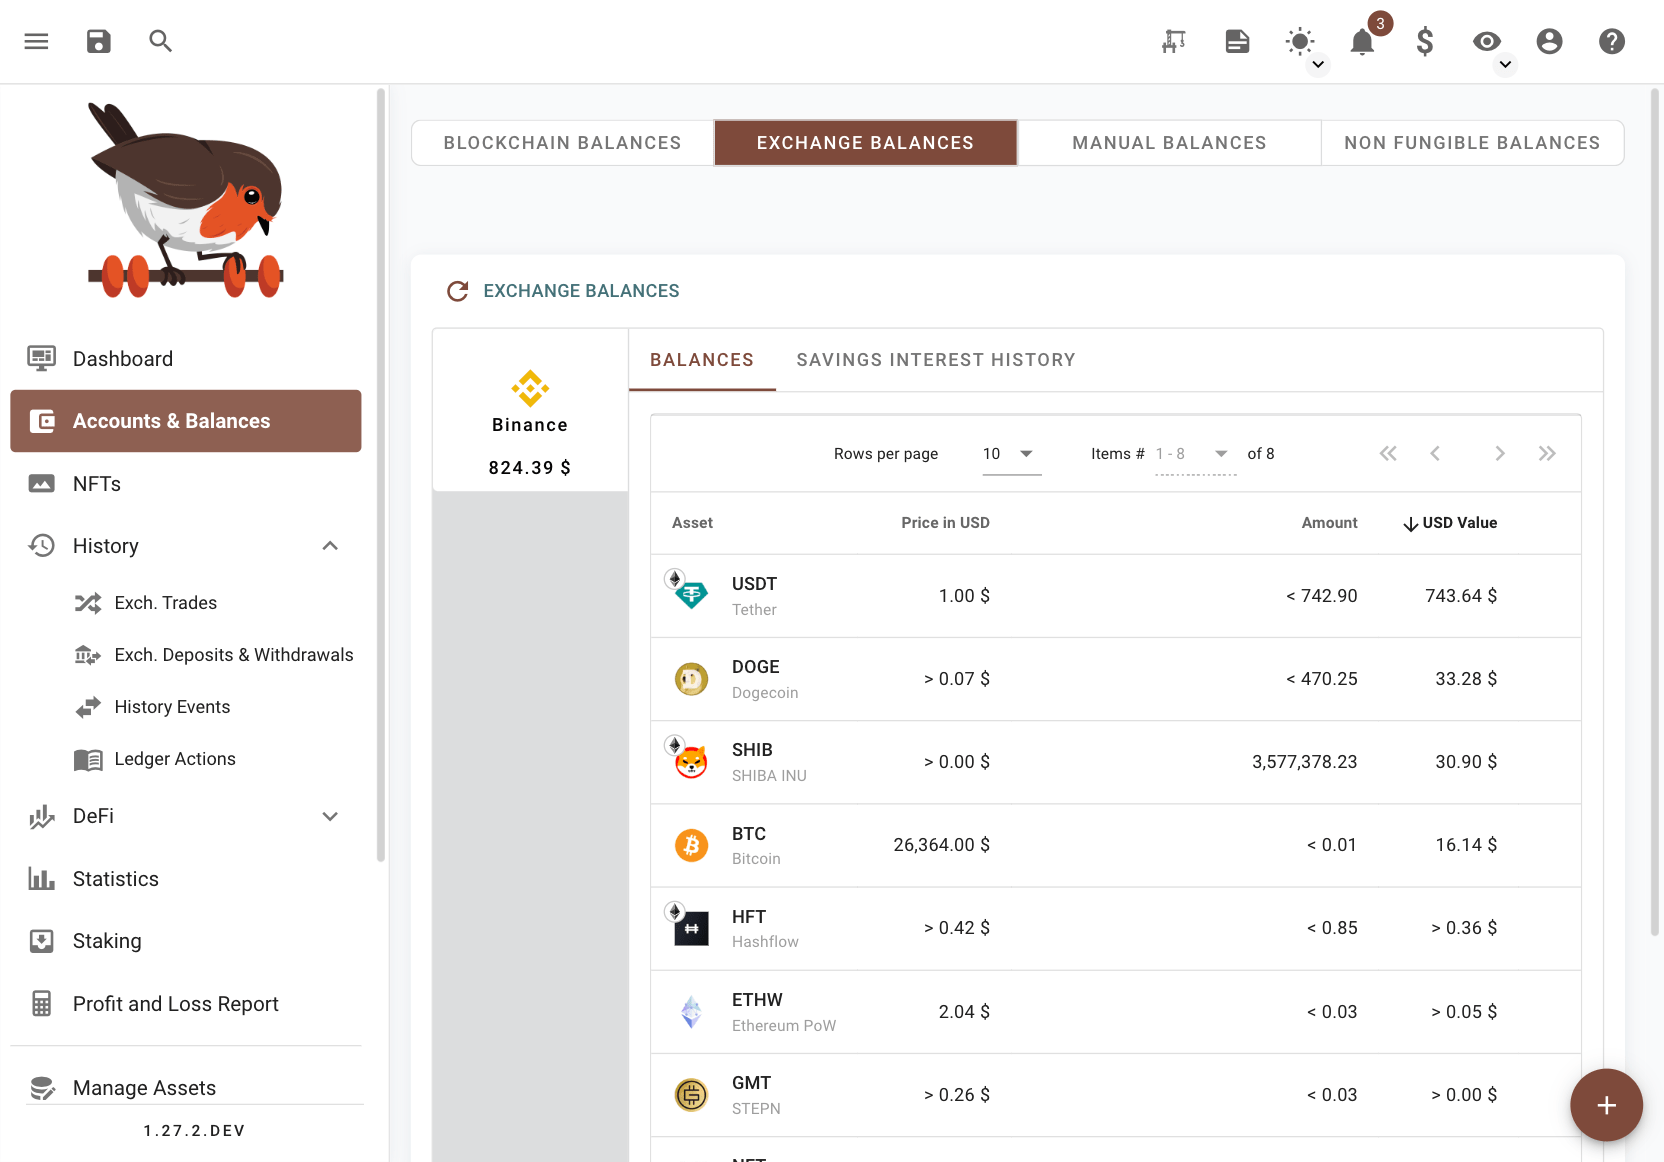 3
BLOCKCHAIN BALANCES
EXCHANGE BALANCES
MANUAL BALANCES
NON FUNGIBLE BALANCES
Dashboard
Accounts & Balances
NFTs
History
Exch. Trades
Exch. Deposits & Withdrawals
History Events
Ledger Actions
DeFi
Statistics
Staking
Profit and Loss Report
Manage Assets
1.27.2.DEV
EXCHANGE BALANCES
Binance
824.39 $
BALANCES SAVINGS INTEREST HISTORY
Rows per page 10 Items # 1 - 8 of 8
Asset Price in USD Amount USD Value
USDT
Tether
1.00 $ < 742.90 743.64 $
DOGE
Dogecoin
> 0.07 $ < 470.25 33.28 $
SHIB
SHIBA INU
> 0.00 $ 3,577,378.23 30.90 $
BTC
Bitcoin
26,364.00 $ < 0.01 16.14 $
HFT
Hashflow
> 0.42 $ < 0.85 > 0.36 $
ETHW
Ethereum PoW
2.04 $ < 0.03 > 0.05 $
GMT
STEPN
> 0.26 $ < 0.03 > 0.00 $